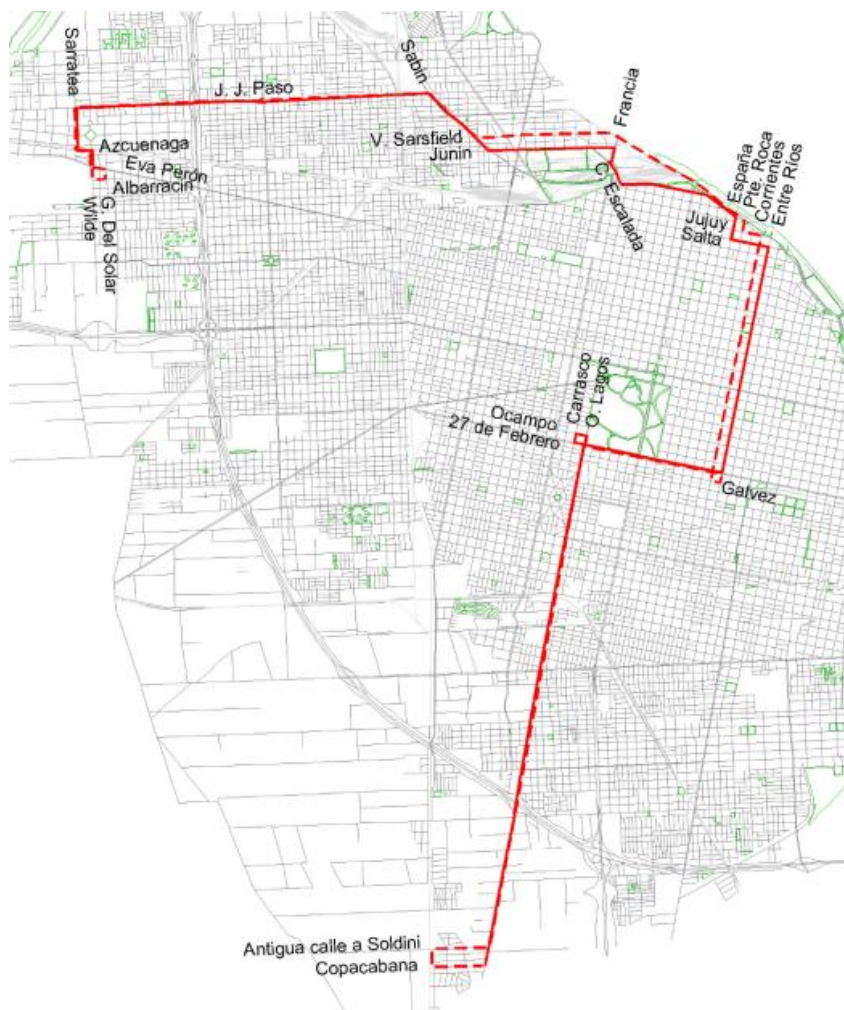 Sarratea
Sabin
J. J. Paso
Francia
V. Sarsfield
Junin
Azcuenaga
Eva Perón
Albarracin
G. Del Solar
Wilde
C. Escalada
España
Pte. Roca
Corrientes
Entre Ríos
Jujuy
Salta
Carrasco
O. Lagos
Ocampo
27 de Febrero
Galvez
Antigua calle a Soldini
Copacabana